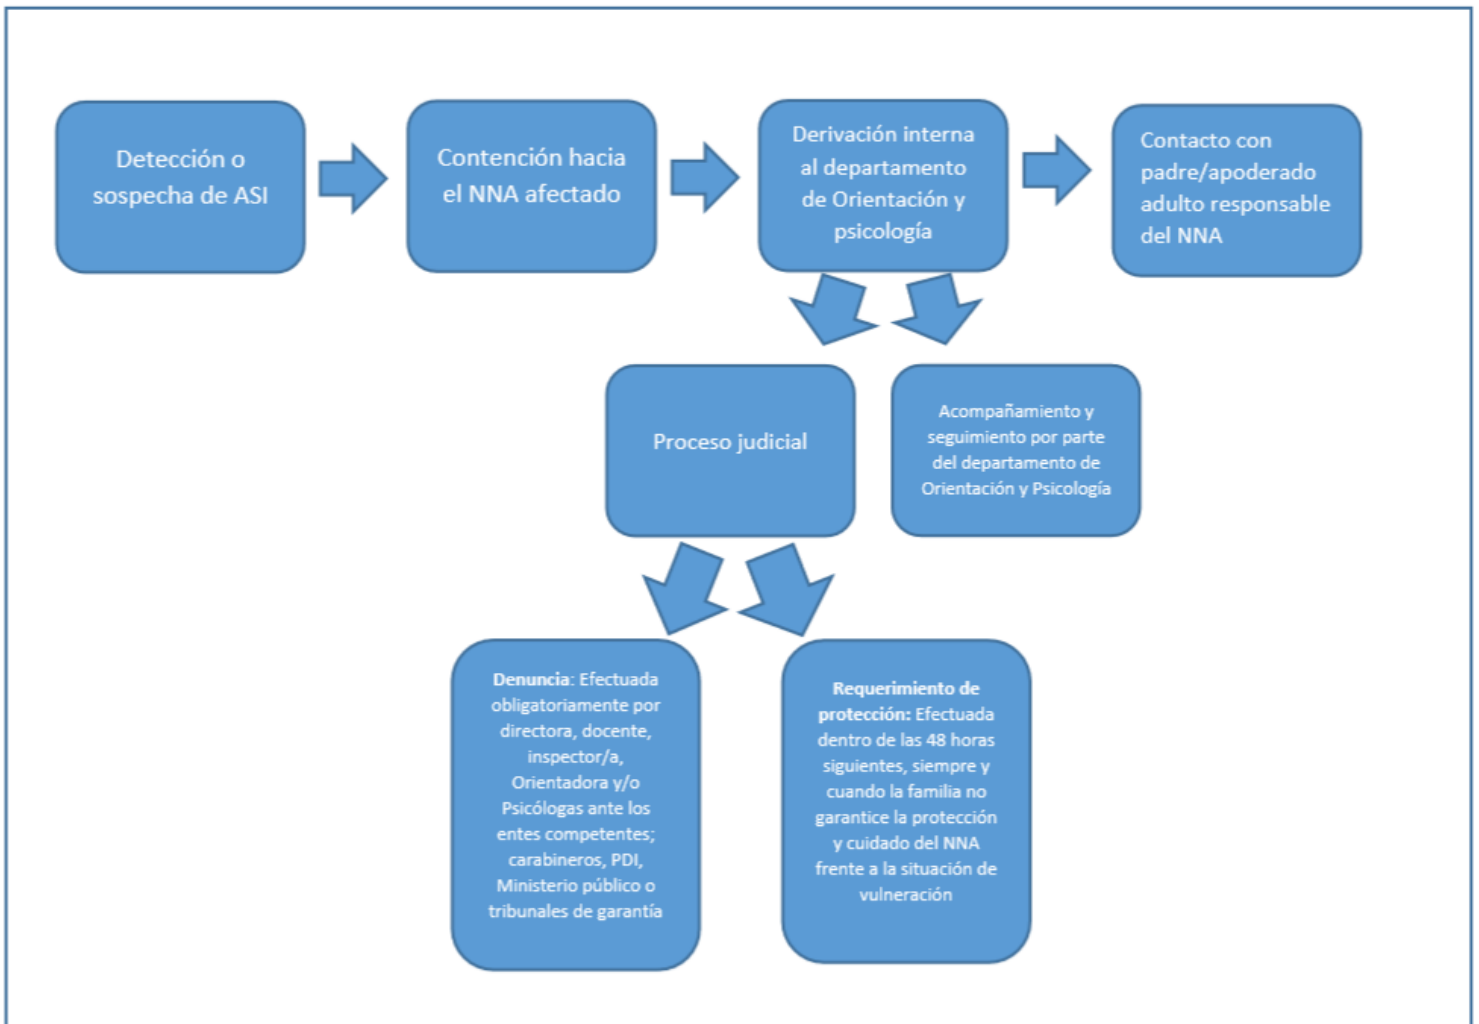 Detección o
sospecha de ASI
Contención hacia
el NNA afectado
Derivación interna
al departamento
de Orientación y
psicología
Contacto con
padre/apoderado
adulto responsable
del NNA
Proceso judicial
Acompañamiento y
seguimiento por parte
del departamento de
Orientación y Psicología
Denuncia: Efectuada
obligatoriamente por
directora, docente,
inspector/a,
Orientadora y/o
Psicólogas ante los
entes competentes;
carabineros, PDI,
Ministerio público o
tribunales de garantía
Requerimiento de
protección: Efectuada
dentro de las 48 horas
siguientes, siempre y
cuando la familia no
garantice la protección
y cuidado del NNA
frente a la situación de
vulneración